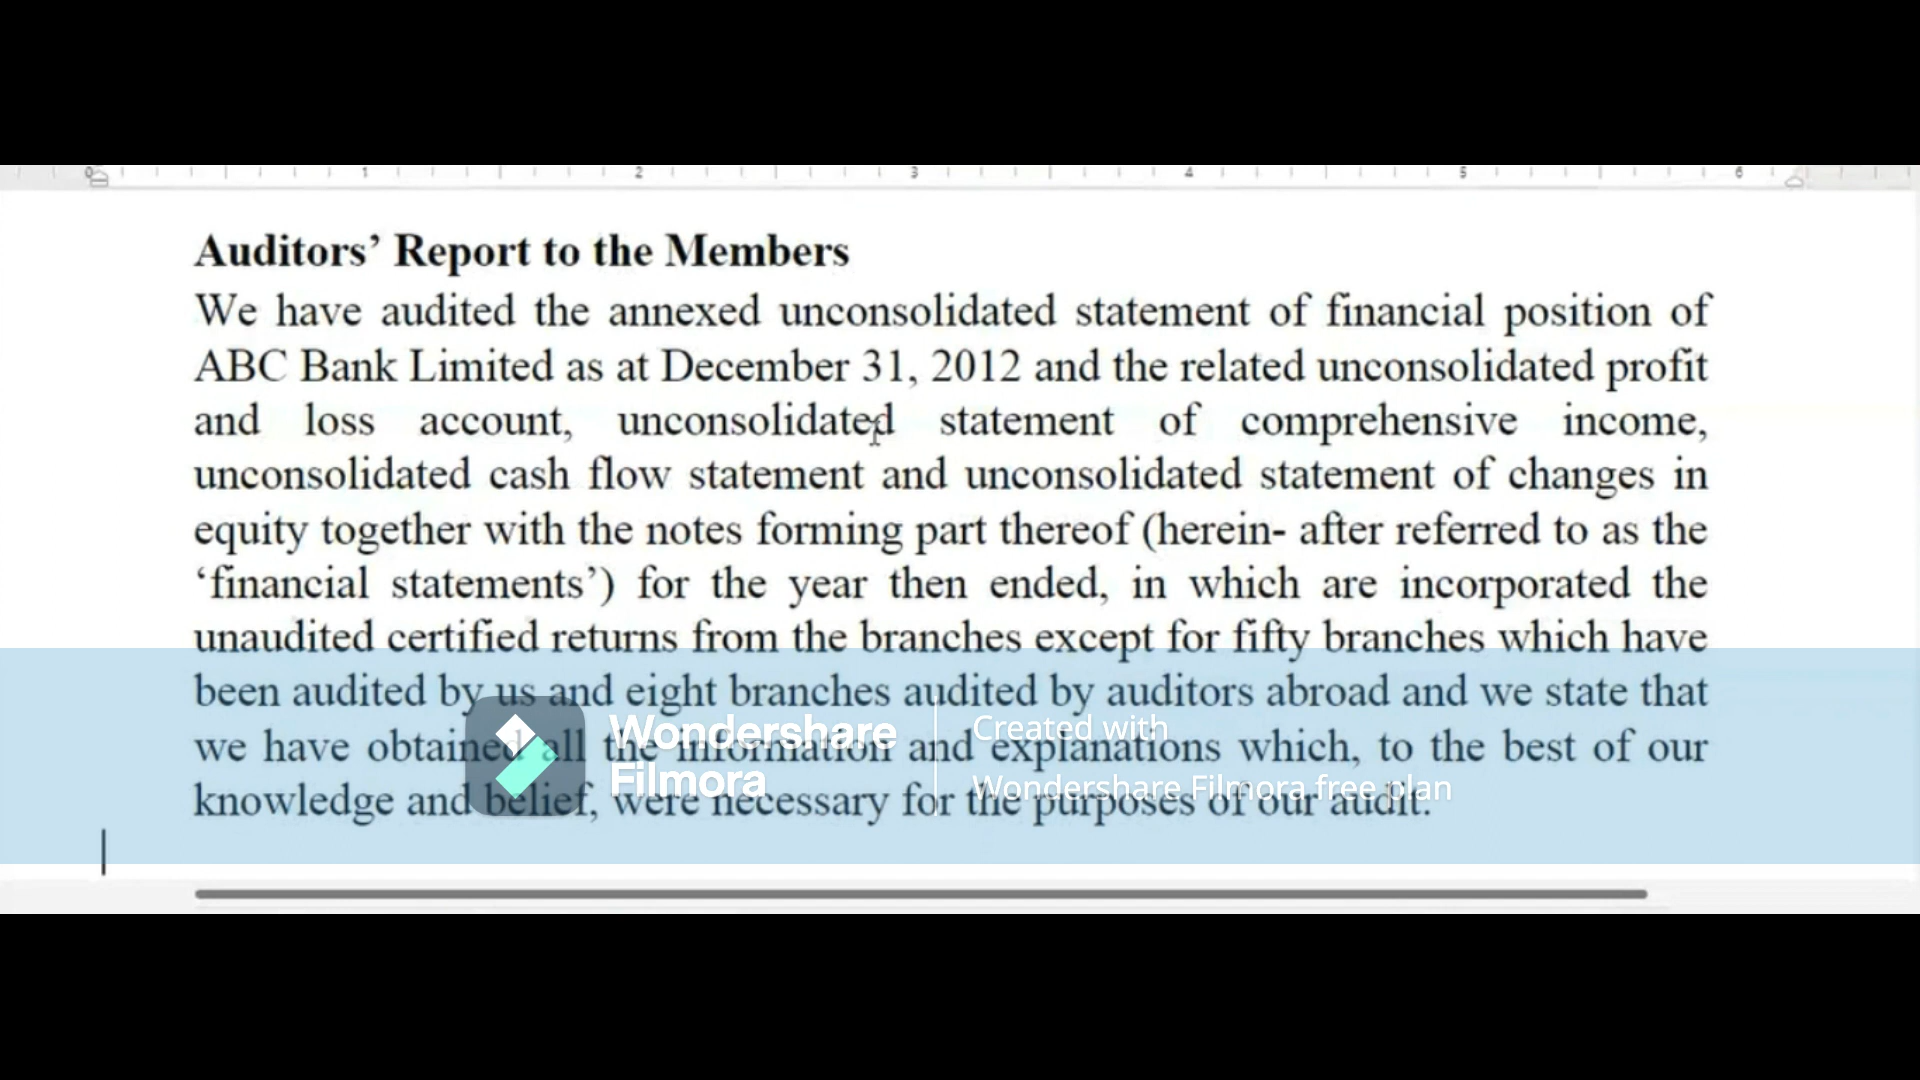 0 1 2 3 4 5 6
Auditors’ Report to the Members
We have audited the annexed unconsolidated statement of financial position of
ABC Bank Limited as at December 31, 2012 and the related unconsolidated profit
and loss account, unconsolidated statement of comprehensive income,
unconsolidated cash flow statement and unconsolidated statement of changes in
equity together with the notes forming part thereof (herein- after referred to as the
‘financial statements’) for the year then ended, in which are incorporated the
unaudited certified returns from the branches except for fifty branches which have
been audited by us and eight branches audited by auditors abroad and we state that
we have obtained all the information and explanations which, to the best of our
knowledge and belief, were necessary for the purposes of our audit.
Wondershare
Filmora
Created with
Wondershare Filmora free plan